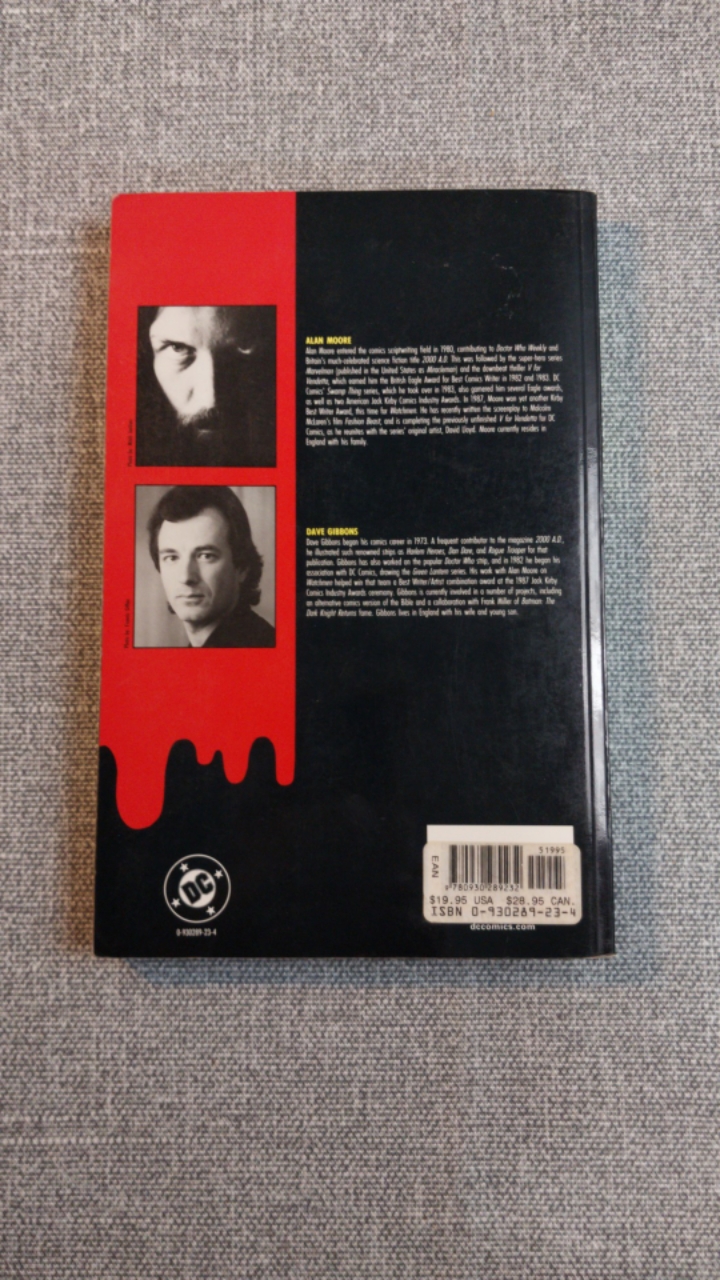 ALAN MOORE
Alan Moore entered the comics scriptwriting field in 1980, contributing to Doctor Who Weekly and
Britain's much-celebrated science fiction title 2000 A.D. This was followed by the super-hero series
Marvelman (published in the United States as Miracleman) and the downbeat thriller V for
Vendetta, which earned him the British Eagle Award for Best Comics Writer in 1982 and 1983. DC
Comics' Swamp Thing series, which he took over in 1983, also garnered him several Eagle awards,
as well as two American Jack Kirby Comics Industry Awards. In 1987, Moore won yet another Kirby
Best Writer Award, this time for Watchmen. He has recently written the screenplay to Malcolm
McLaren's film Fashion Beast, and is completing the previously unfinished V for Vendetta for DC
Comics, as he reunites with the series' original artist, David Lloyd. Moore currently resides in
England with his family.
DAVE GIBBONS
Dave Gibbons began his comics career in 1973. A frequent contributor to the magazine 2000 A.D.,
he illustrated such renowned strips as Harlem Heroes, Dan Dare, and Rogue Trooper for that
publication. Gibbons has also worked on the popular Doctor Who strip, and in 1982 he began his
association with DC Comics, drawing the Green Lantern series. His work with Alan Moore on
Watchmen helped win that team a Best Writer/Artist combination award at the 1987 Jack Kirby
Comics Industry Awards ceremony. Gibbons is currently involved in a number of projects, including
an alternative comics version of the Bible and a collaboration with Frank Miller of Batman: The
Dark Knight Returns fame. Gibbons lives in England with his wife and young son.
DC
0-930289-23-4
EAN
51995
9 780930 289232
$19.95 USA $28.95 CAN.
ISBN 0-930289-23-4
dccomics.com